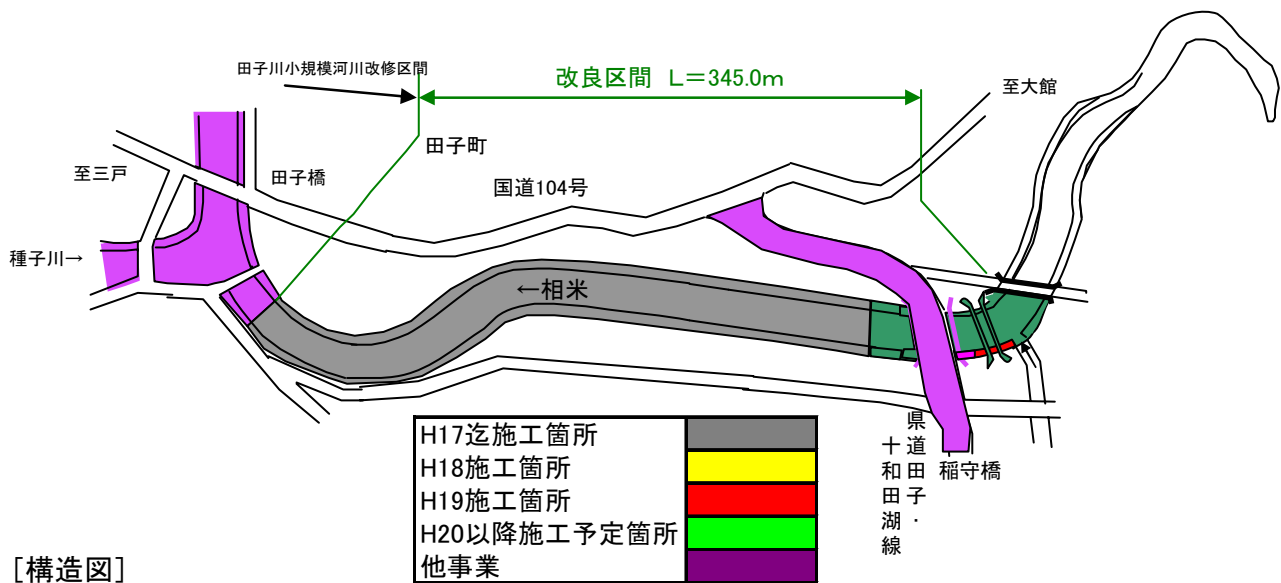 田子川小規模河川改修区間
改良区間 L=345.0m
至大館
田子町
至三戸
田子橋
国道104号
種子川→
←相米
県道田子・
十和田湖線
稲守橋
H17迄施工箇所
H18施工箇所
H19施工箇所
H20以降施工予定箇所
他事業
[構造図]